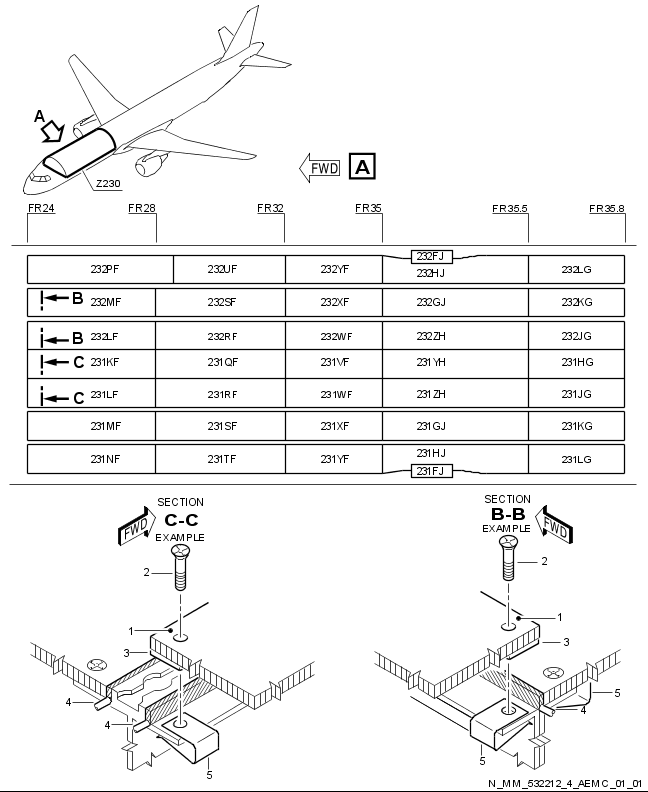 A
Z230
FWD A
FR24 FR28 FR32 FR35 FR35.5 FR35.8
232FJ
232PF 232UF 232YF 232HJ 232LG
B 232MF 232SF 232XF 232GJ 232KG
B 232LF 232RF 232WF 232ZH 232JG
C 231KF 231QF 231VF 231YH 231HG
C 231LF 231RF 231WF 231ZH 231JG
231MF 231SF 231XF 231GJ 231KG
231NF 231TF 231YF 231HJ 231LG
231FJ
FWD
SECTION
C-C
EXAMPLE
2
1
3
4
4
5
SECTION
B-B
EXAMPLE
FWD
2
1
3
5
4
5
N_MM_532212_4_AEMC_01_01